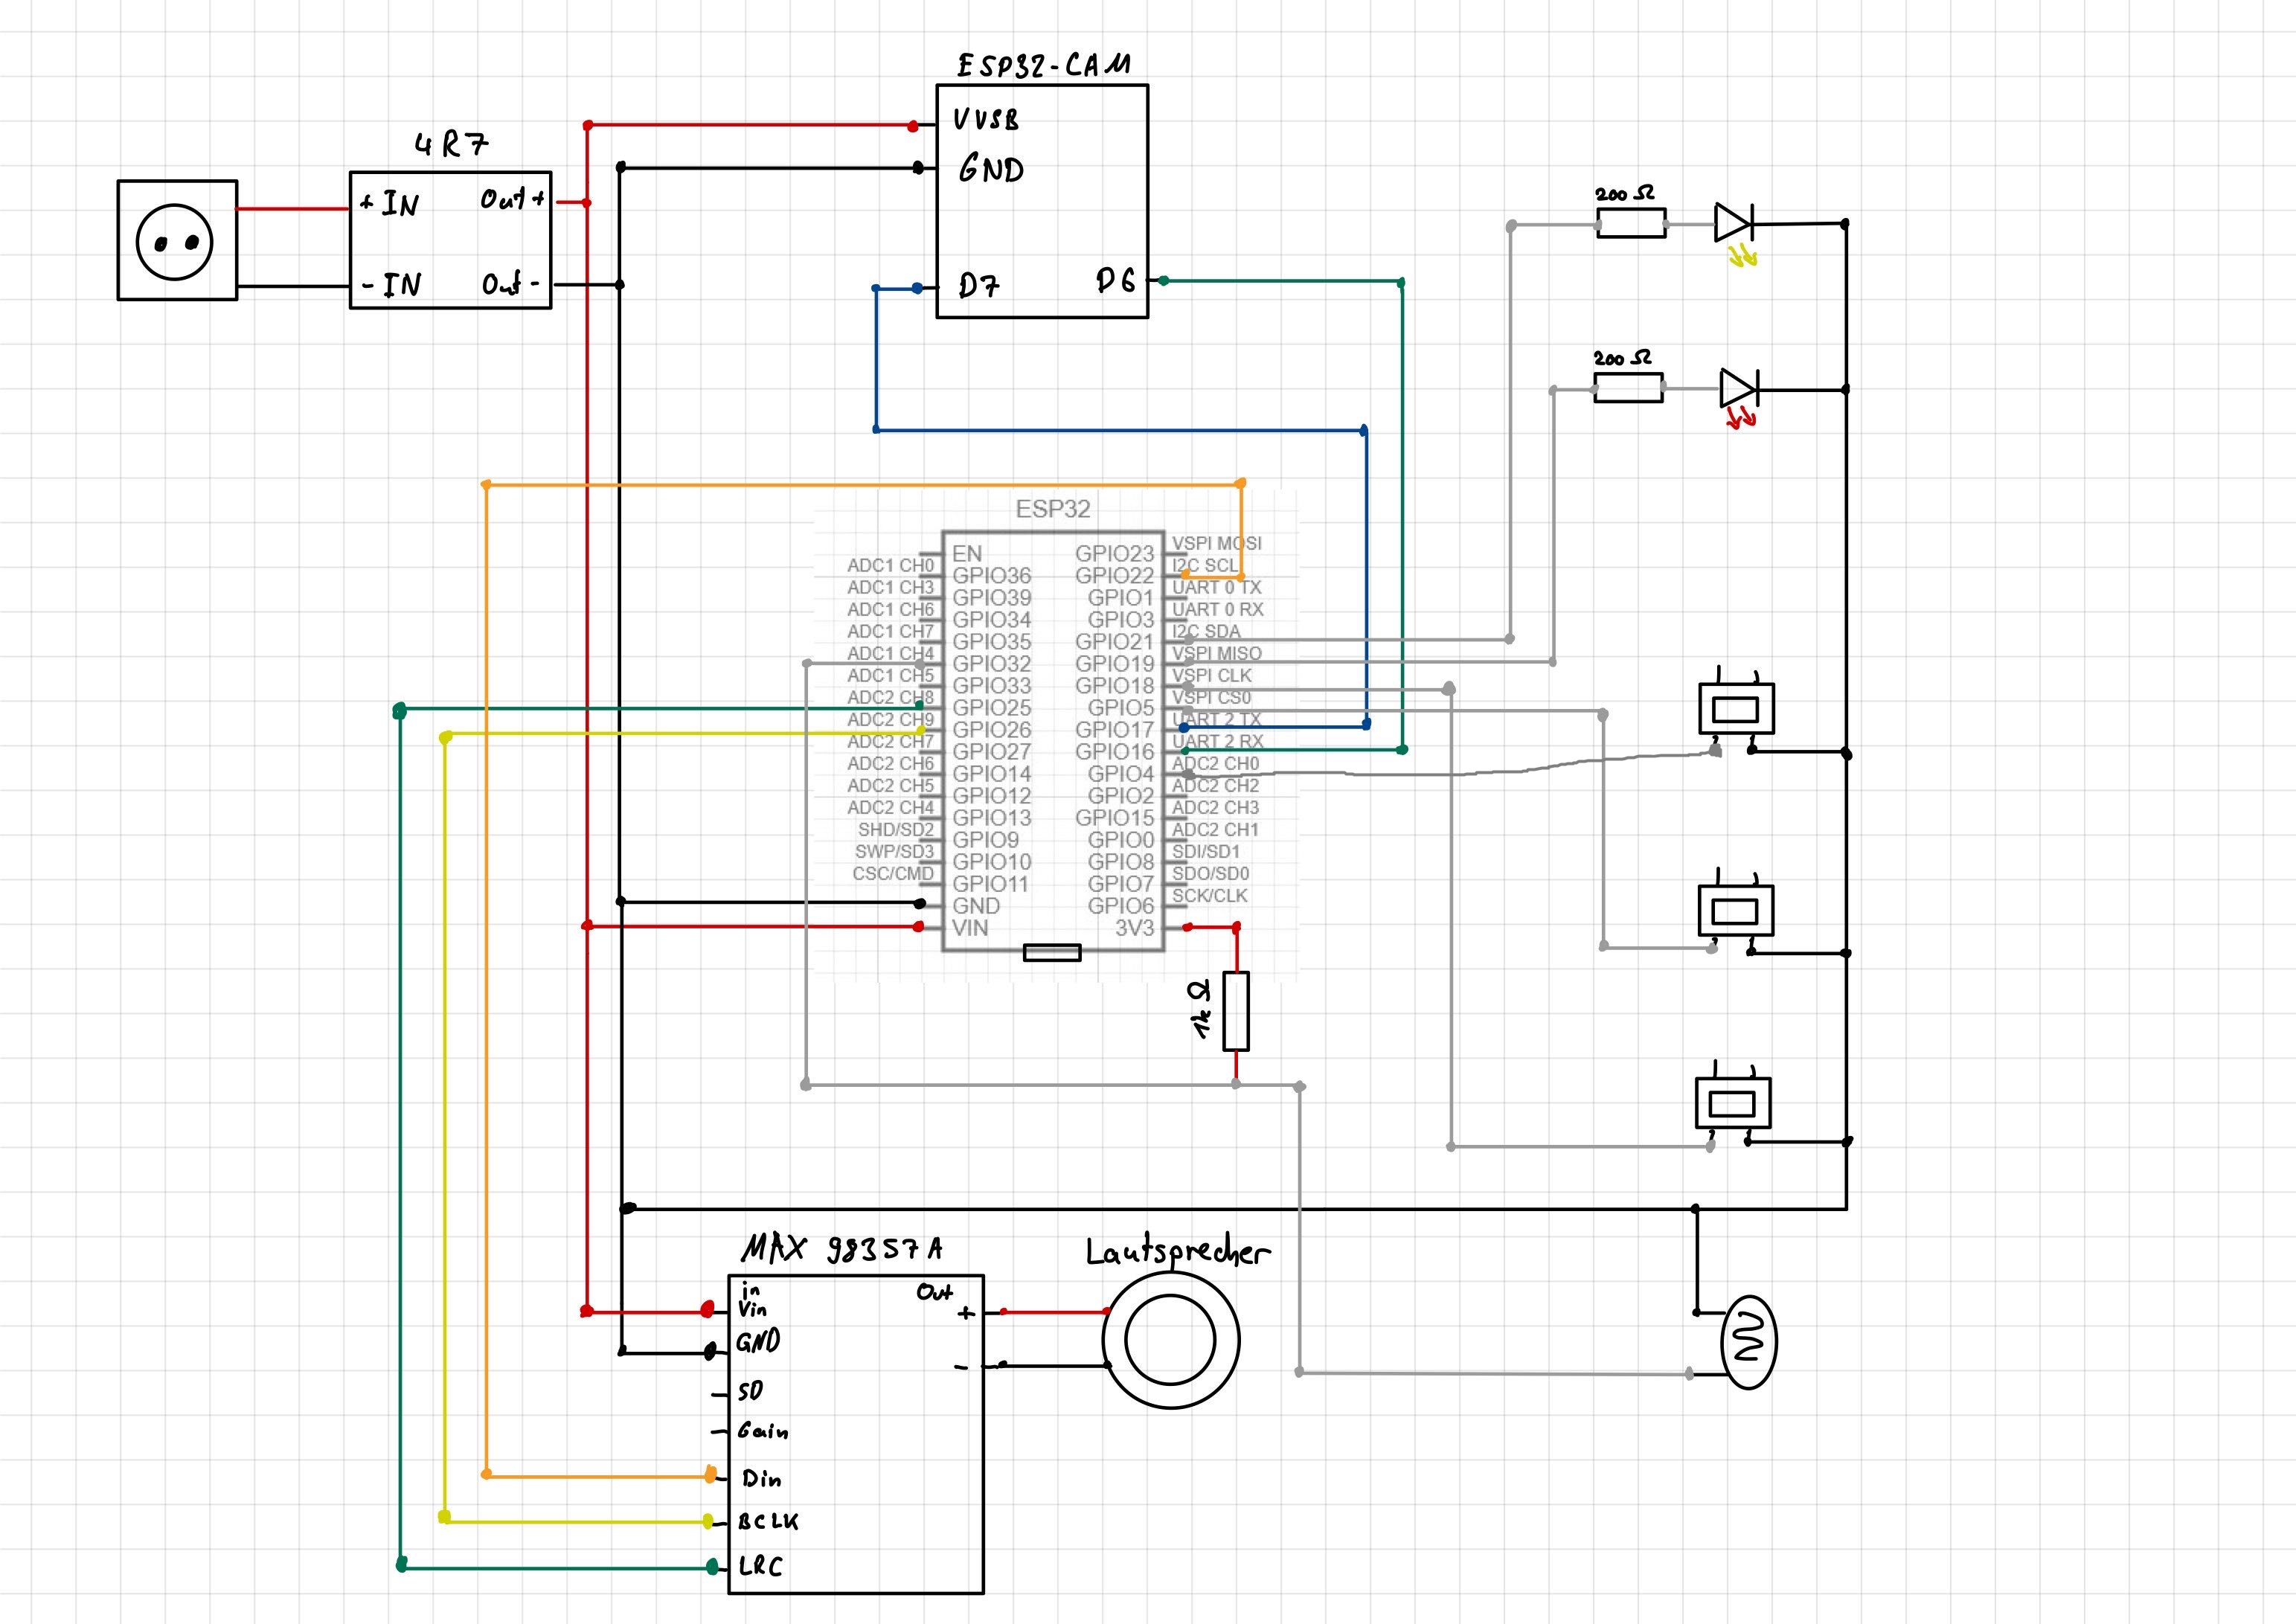 ESP32-CAM
VVSB
GND
D7
D6
4R7
+ IN
Out +
- IN
Out -
200 Ω
200 Ω
ESP32
EN
ADC1 CH0 GPIO36
ADC1 CH3 GPIO39
ADC1 CH6 GPIO34
ADC1 CH7 GPIO35
ADC1 CH4 GPIO32
ADC1 CH5 GPIO33
ADC2 CH8 GPIO25
ADC2 CH9 GPIO26
ADC2 CH7 GPIO27
ADC2 CH6 GPIO14
ADC2 CH5 GPIO12
ADC2 CH4 GPIO13
SHD/SD2 GPIO9
SWP/SD3 GPIO10
CSC/CMD GPIO11
GND
VIN
GPIO23 VSPI MOSI
GPIO22 I2C SCL
GPIO1 UART 0 TX
GPIO3 UART 0 RX
GPIO21 I2C SDA
GPIO19 VSPI MISO
GPIO18 VSPI CLK
GPIO5 VSPI CS0
GPIO17 UART 2 TX
GPIO16 UART 2 RX
GPIO4 ADC2 CH0
GPIO2 ADC2 CH2
GPIO15 ADC2 CH3
GPIO0 ADC2 CH1
GPIO8 SDI/SD1
GPIO7 SDO/SD0
GPIO6 SCK/CLK
3V3
1k Ω
MAX 98357A
in
Vin
GND
SD
Gain
Din
BCLK
LRC
Out
+
-
Lautsprecher